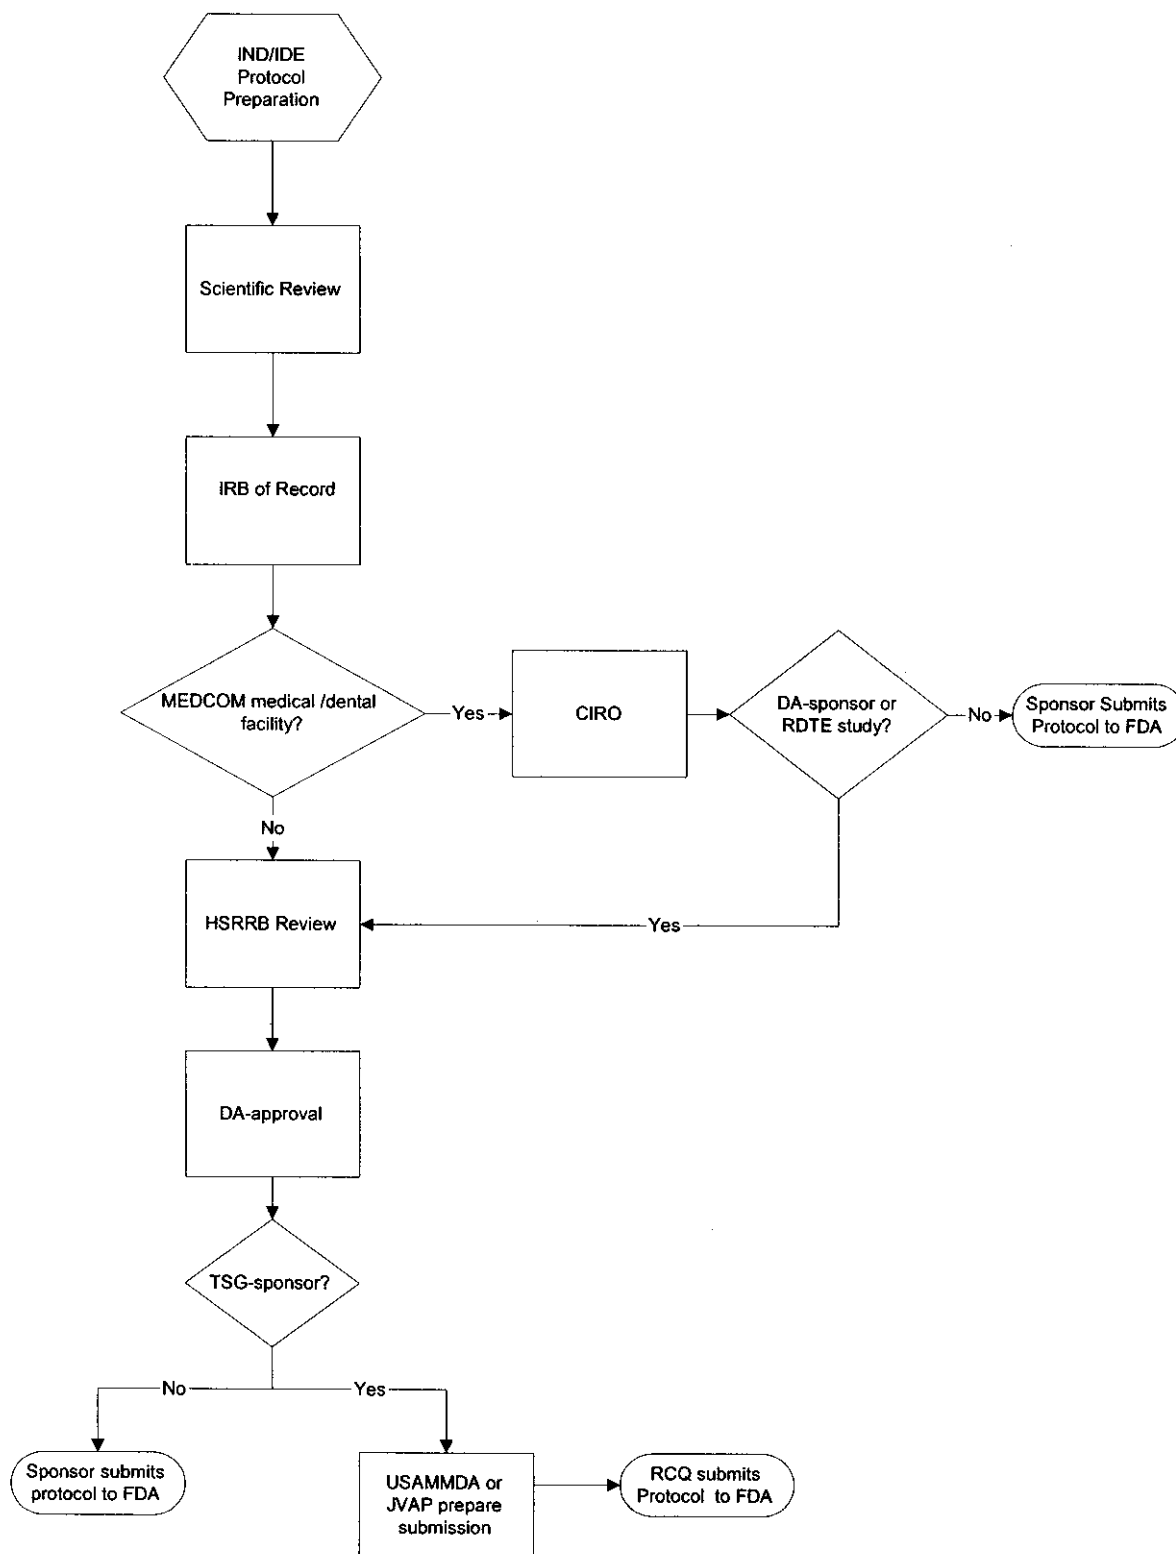 IND/IDE
Protocol
Preparation
Scientific Review
IRB of Record
MEDCOM medical /dental
facility?
Yes
CIRO
DA-sponsor or
RDTE study?
No
Sponsor Submits
Protocol to FDA
No
HSRRB Review
Yes
DA-approval
TSG-sponsor?
No
Yes
Sponsor submits
protocol to FDA
USAMMDA or
JVAP prepare
submission
RCQ submits
Protocol to FDA